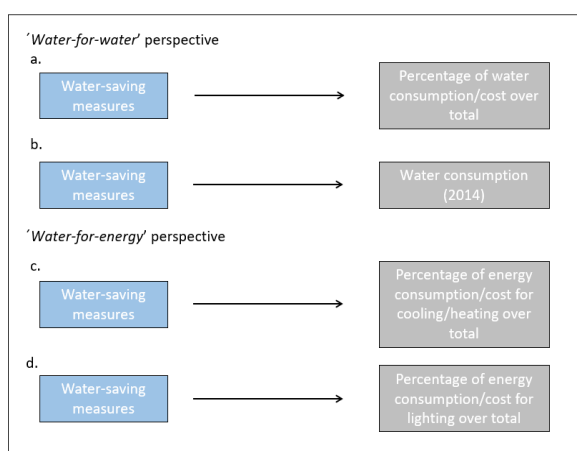 ´Water-for-water’ perspective
a.
Water-saving
measures
Percentage of water
consumption/cost over
total
b.
Water-saving
measures
Water consumption
(2014)
´Water-for-energy’ perspective
c.
Water-saving
measures
Percentage of energy
consumption/cost for
cooling/heating over
total
d.
Water-saving
measures
Percentage of energy
consumption/cost for
lighting over total